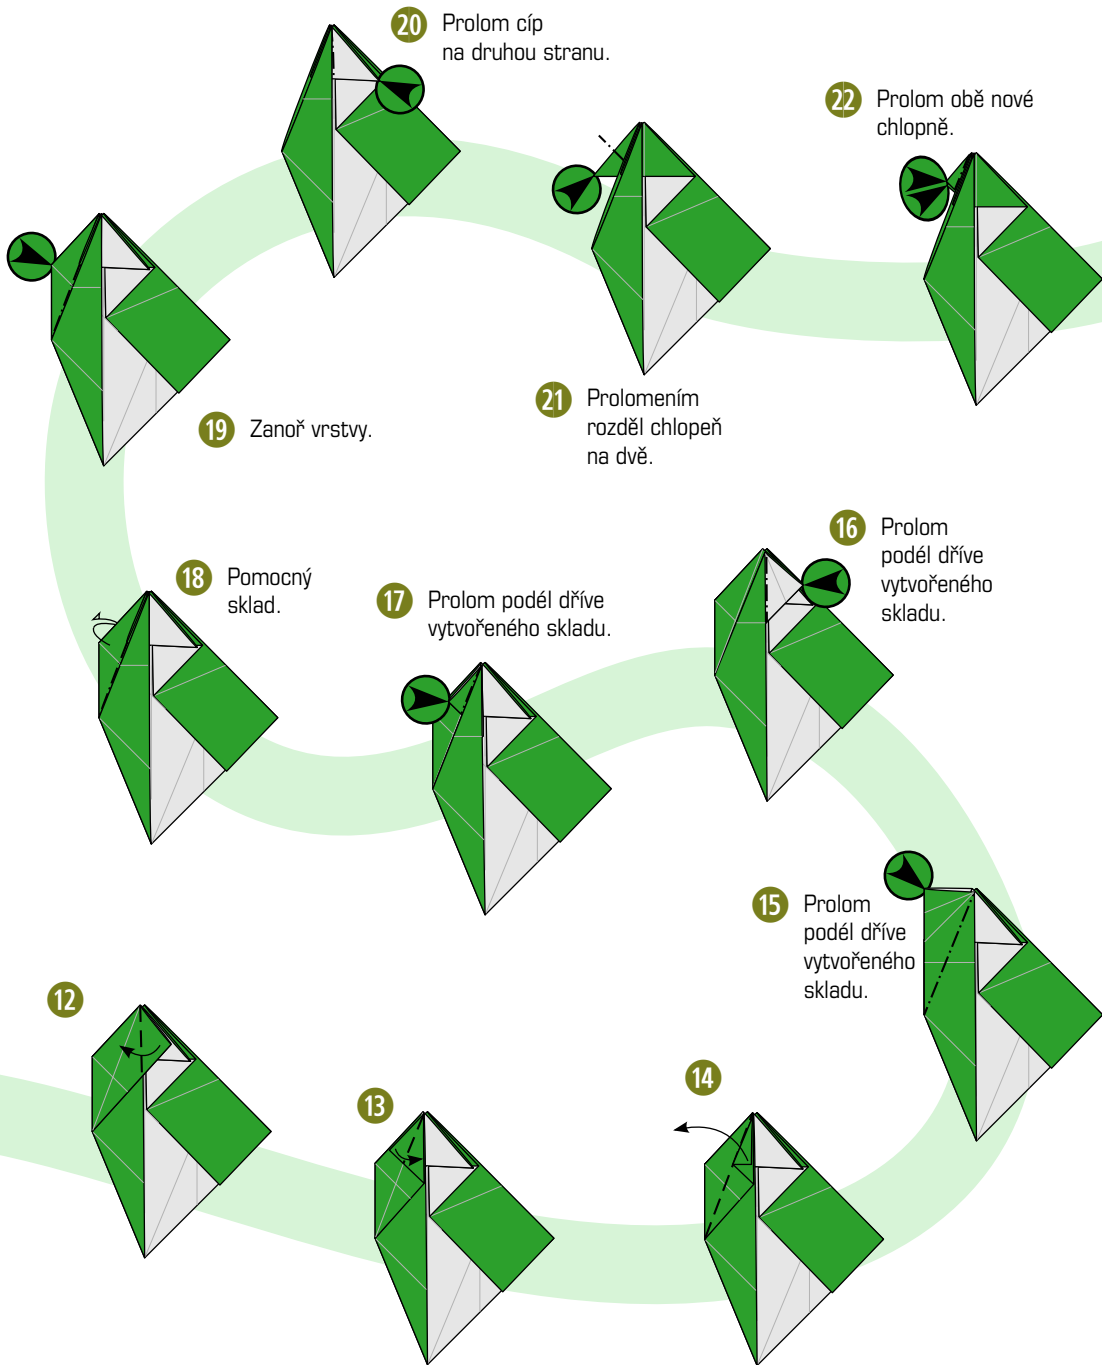 12
13
14
15 Prolom
podél dříve
vytvořeného
skladu.
16 Prolom
podél dříve
vytvořeného
skladu.
17 Prolom podél dříve
vytvořeného skladu.
18 Pomocný
sklad.
19 Zanoř vrstvy.
20 Prolom cíp
na druhou stranu.
21 Prolomením
rozděl chlopeň
na dvě.
22 Prolom obě nové
chlopně.